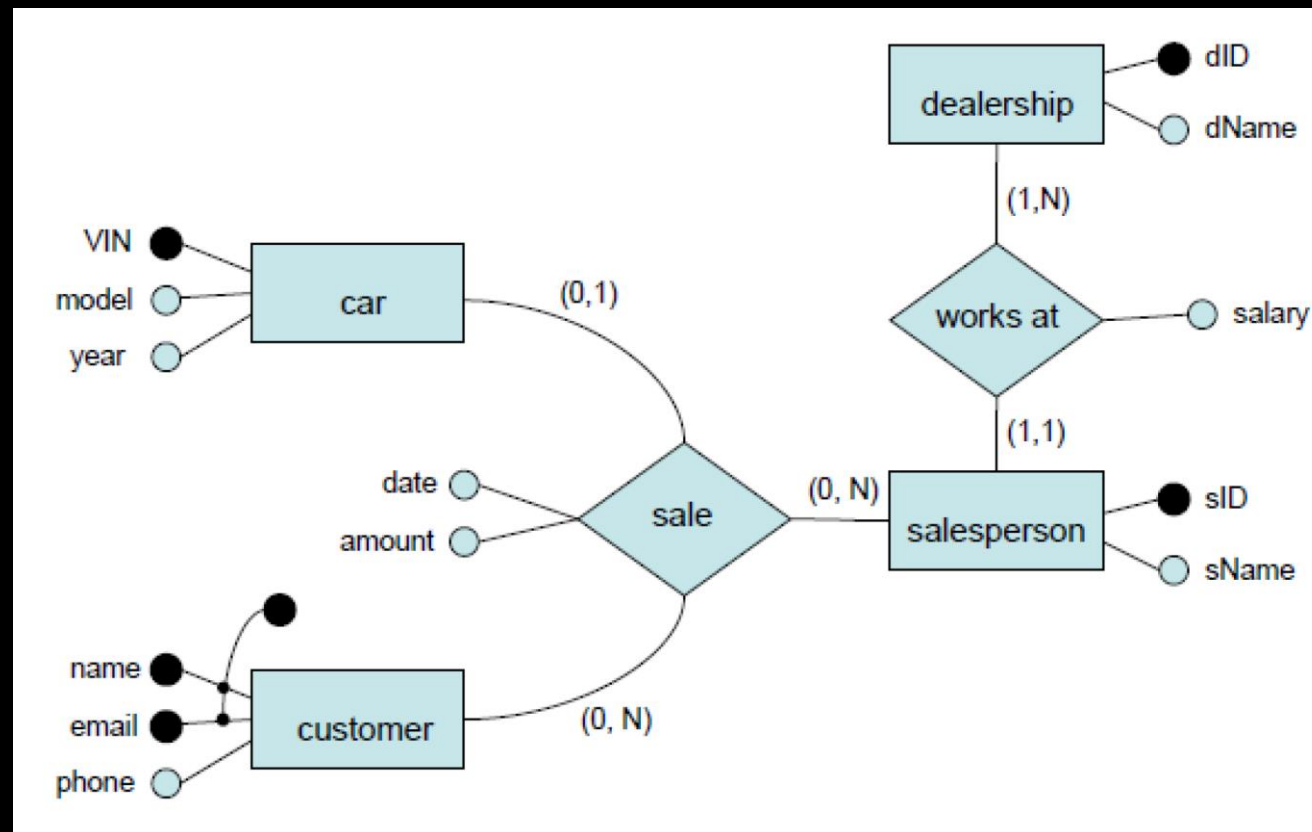 dID
dealership
dName
(1,N)
VIN
model
car
(0,1)
year
works at
salary
(1,1)
date
amount
sale
(0, N)
salesperson
sID
sName
name
email
customer
(0, N)
phone